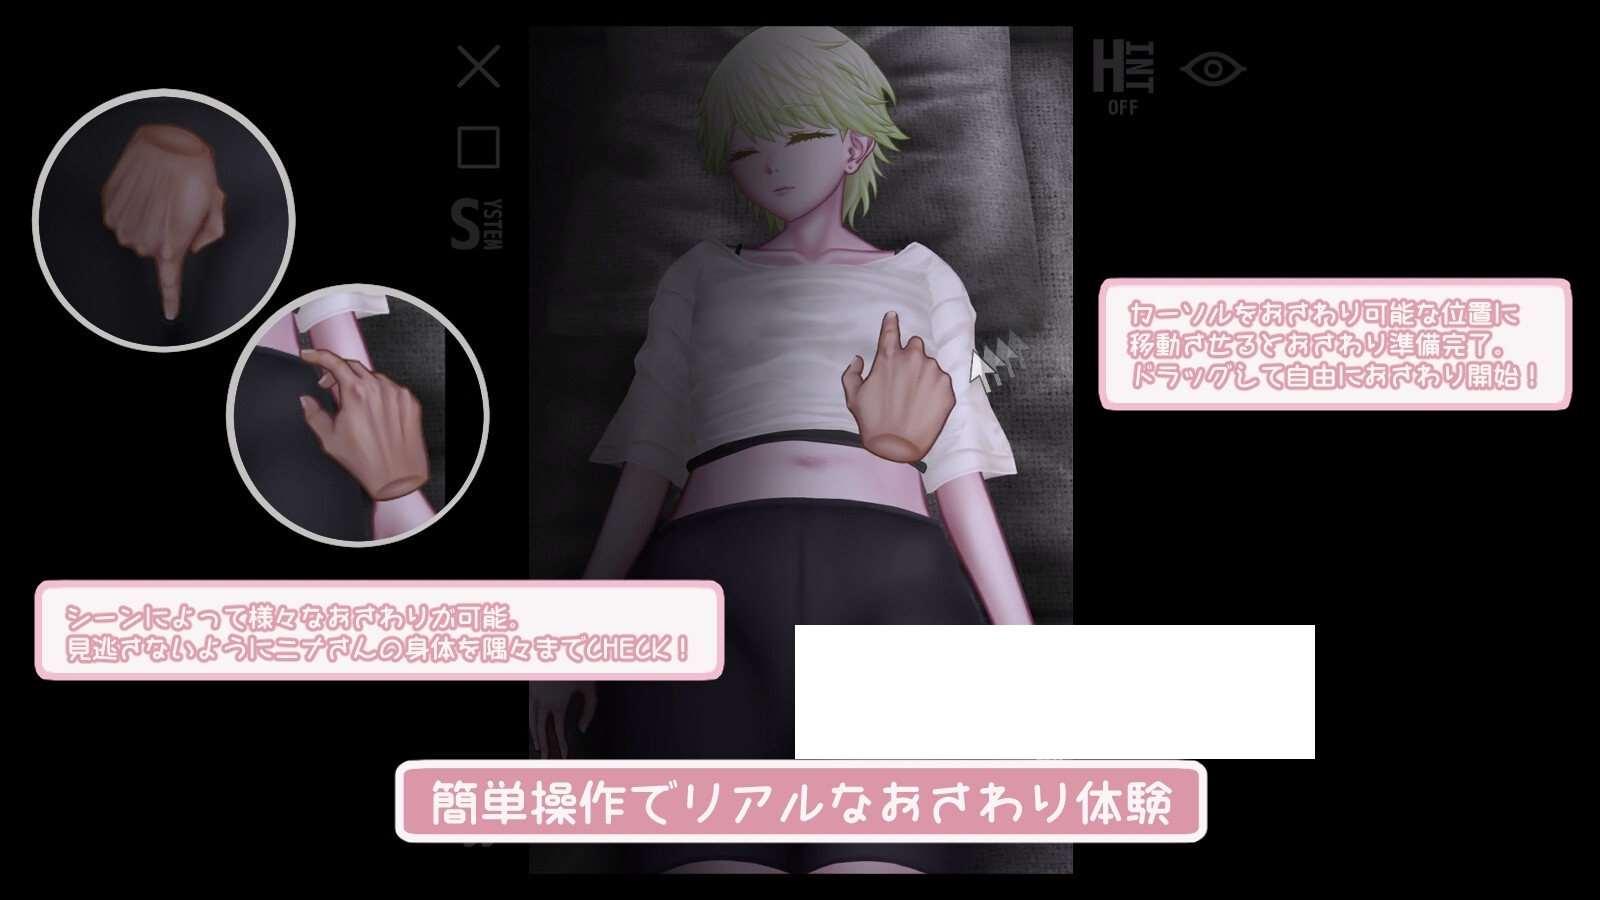 HINT
OFF
SYSTEM
カーソルをおさわり可能な位置に
移動させるとおさわり準備完了。
ドラッグして自由におさわり開始！
シーンによって様々なおさわりが可能。
見逃さないようにニナさんの身体を隅々までCHECK！
簡単操作でリアルなおさわり体験